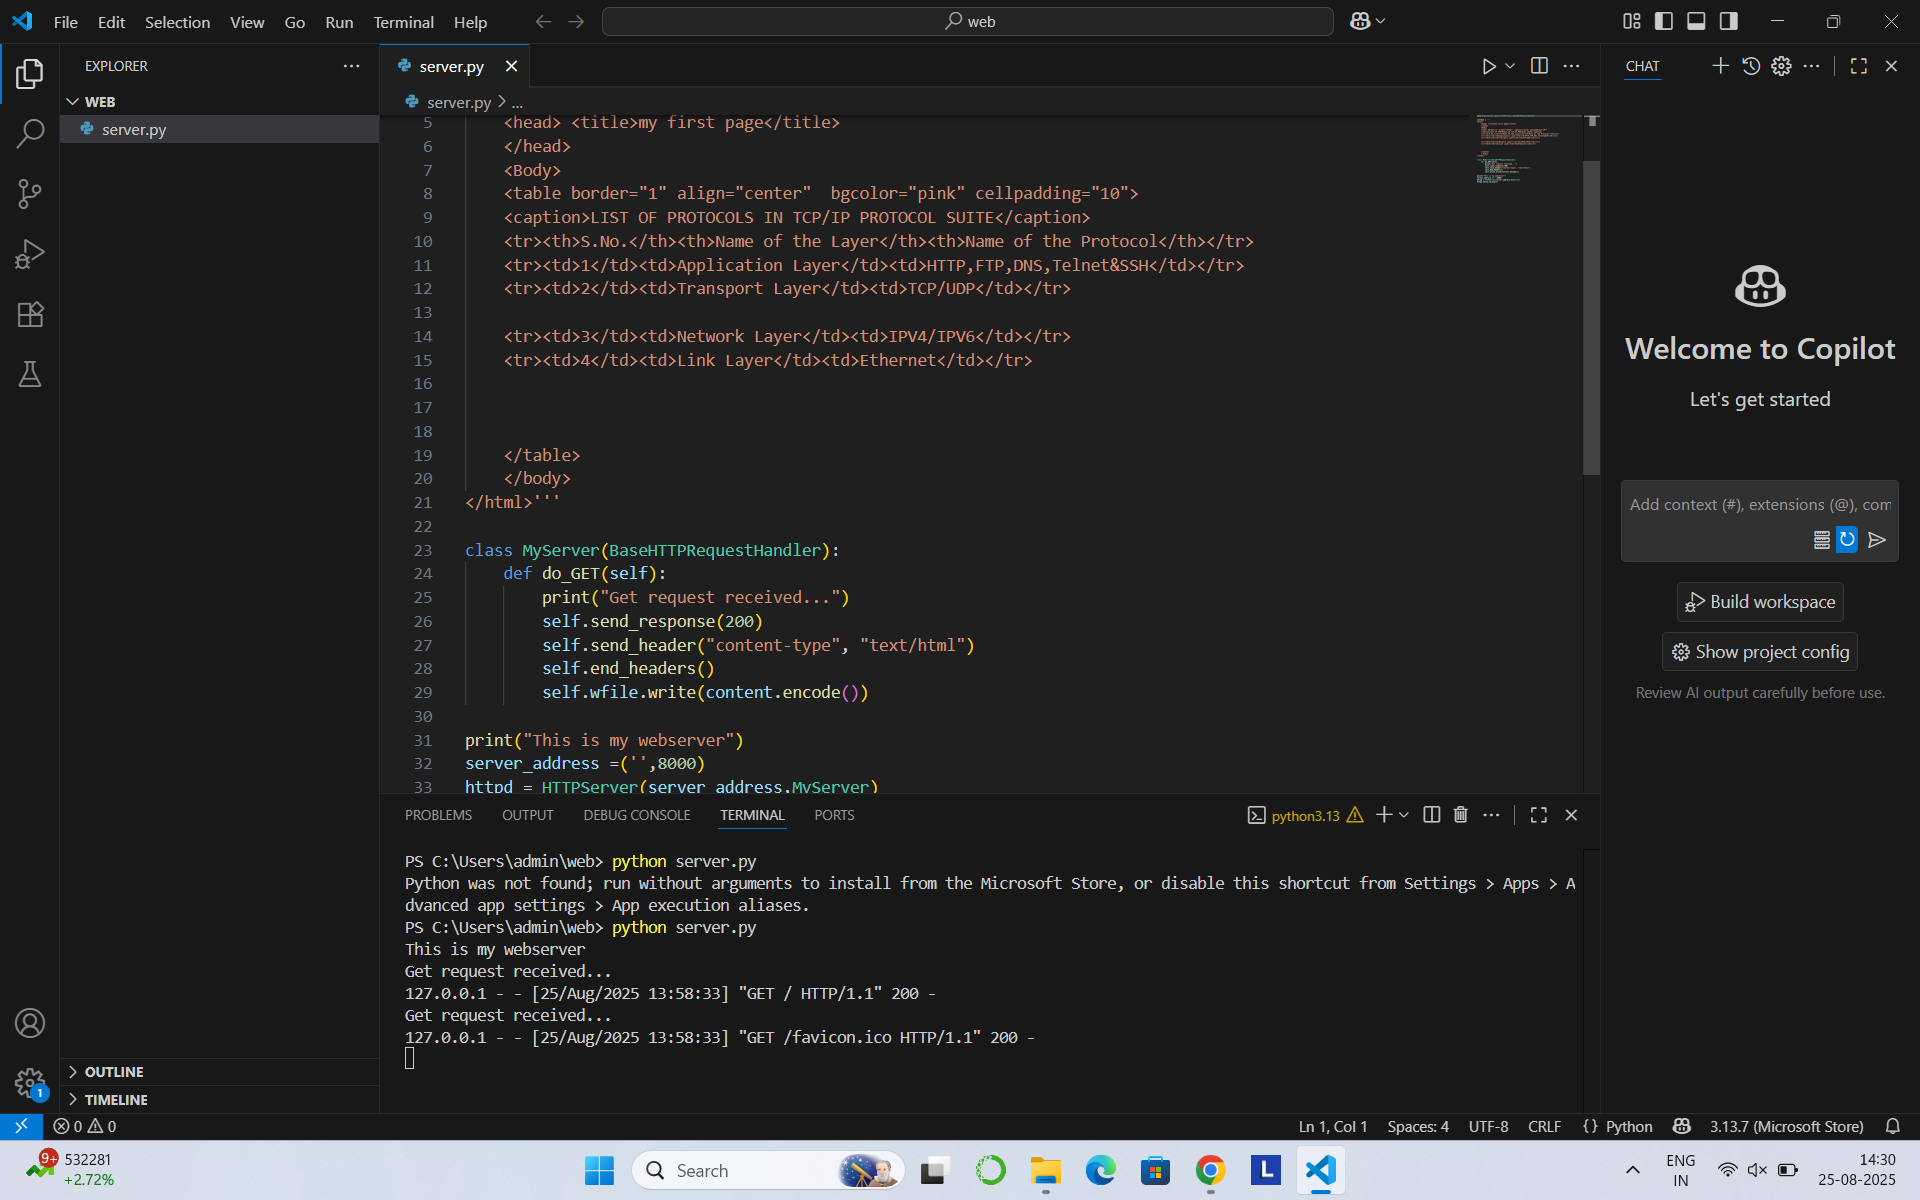 File Edit Selection View Go Run Terminal Help
web
EXPLORER
WEB
server.py
OUTLINE
TIMELINE
server.py
server.py > ...
5 <head> <title>my first page</title>
6 </head>
7 <Body>
8 <table border="1" align="center"  bgcolor="pink" cellpadding="10">
9 <caption>LIST OF PROTOCOLS IN TCP/IP PROTOCOL SUITE</caption>
10 <tr><th>S.No.</th><th>Name of the Layer</th><th>Name of the Protocol</th></tr>
11 <tr><td>1</td><td>Application Layer</td><td>HTTP,FTP,DNS,Telnet&SSH</td></tr>
12 <tr><td>2</td><td>Transport Layer</td><td>TCP/UDP</td></tr>
13
14 <tr><td>3</td><td>Network Layer</td><td>IPV4/IPV6</td></tr>
15 <tr><td>4</td><td>Link Layer</td><td>Ethernet</td></tr>
16
17
18
19 </table>
20 </body>
21 </html>'''
22
23 class MyServer(BaseHTTPRequestHandler):
24 def do_GET(self):
25 print("Get request received...")
26 self.send_response(200)
27 self.send_header("content-type", "text/html")
28 self.end_headers()
29 self.wfile.write(content.encode())
30
31 print("This is my webserver")
32 server_address =('',8000)
33 httpd = HTTPServer(server_address,MyServer)
PROBLEMS OUTPUT DEBUG CONSOLE TERMINAL PORTS
python3.13
PS C:\Users\admin\web> python server.py
Python was not found; run without arguments to install from the Microsoft Store, or disable this shortcut from Settings > Apps > A
dvanced app settings > App execution aliases.
PS C:\Users\admin\web> python server.py
This is my webserver
Get request received...
127.0.0.1 - - [25/Aug/2025 13:58:33] "GET / HTTP/1.1" 200 -
Get request received...
127.0.0.1 - - [25/Aug/2025 13:58:33] "GET /favicon.ico HTTP/1.1" 200 -
CHAT
Welcome to Copilot
Let's get started
Add context (#), extensions (@), com
Build workspace
Show project config
Review AI output carefully before use.
1
0 0
Ln 1, Col 1 Spaces: 4 UTF-8 CRLF {} Python 3.13.7 (Microsoft Store)
9+
532281
+2.72%
Search
L
ENG
IN
14:30
25-08-2025